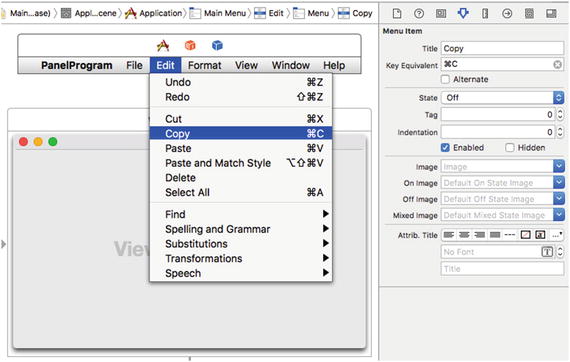 Main...ase) Appl...cene Application Main Menu Edit Menu Copy
PanelProgram File Edit Format View Window Help
Undo ⌘Z
Redo ⇧⌘Z
Cut ⌘X
Copy ⌘C
Paste ⌘V
Paste and Match Style ⌥⇧⌘V
Delete
Select All ⌘A
Find
Spelling and Grammar
Substitutions
Transformations
Speech
View
Menu Item
Title Copy
Key Equivalent ⌘C
Alternate
State Off
Tag 0
Indentation 0
Enabled Hidden
Image Image
On Image Default On State Image
Off Image Default Off State Image
Mixed Image Default Mixed State Image
Attrib. Title --- a ...
No Font T
Title